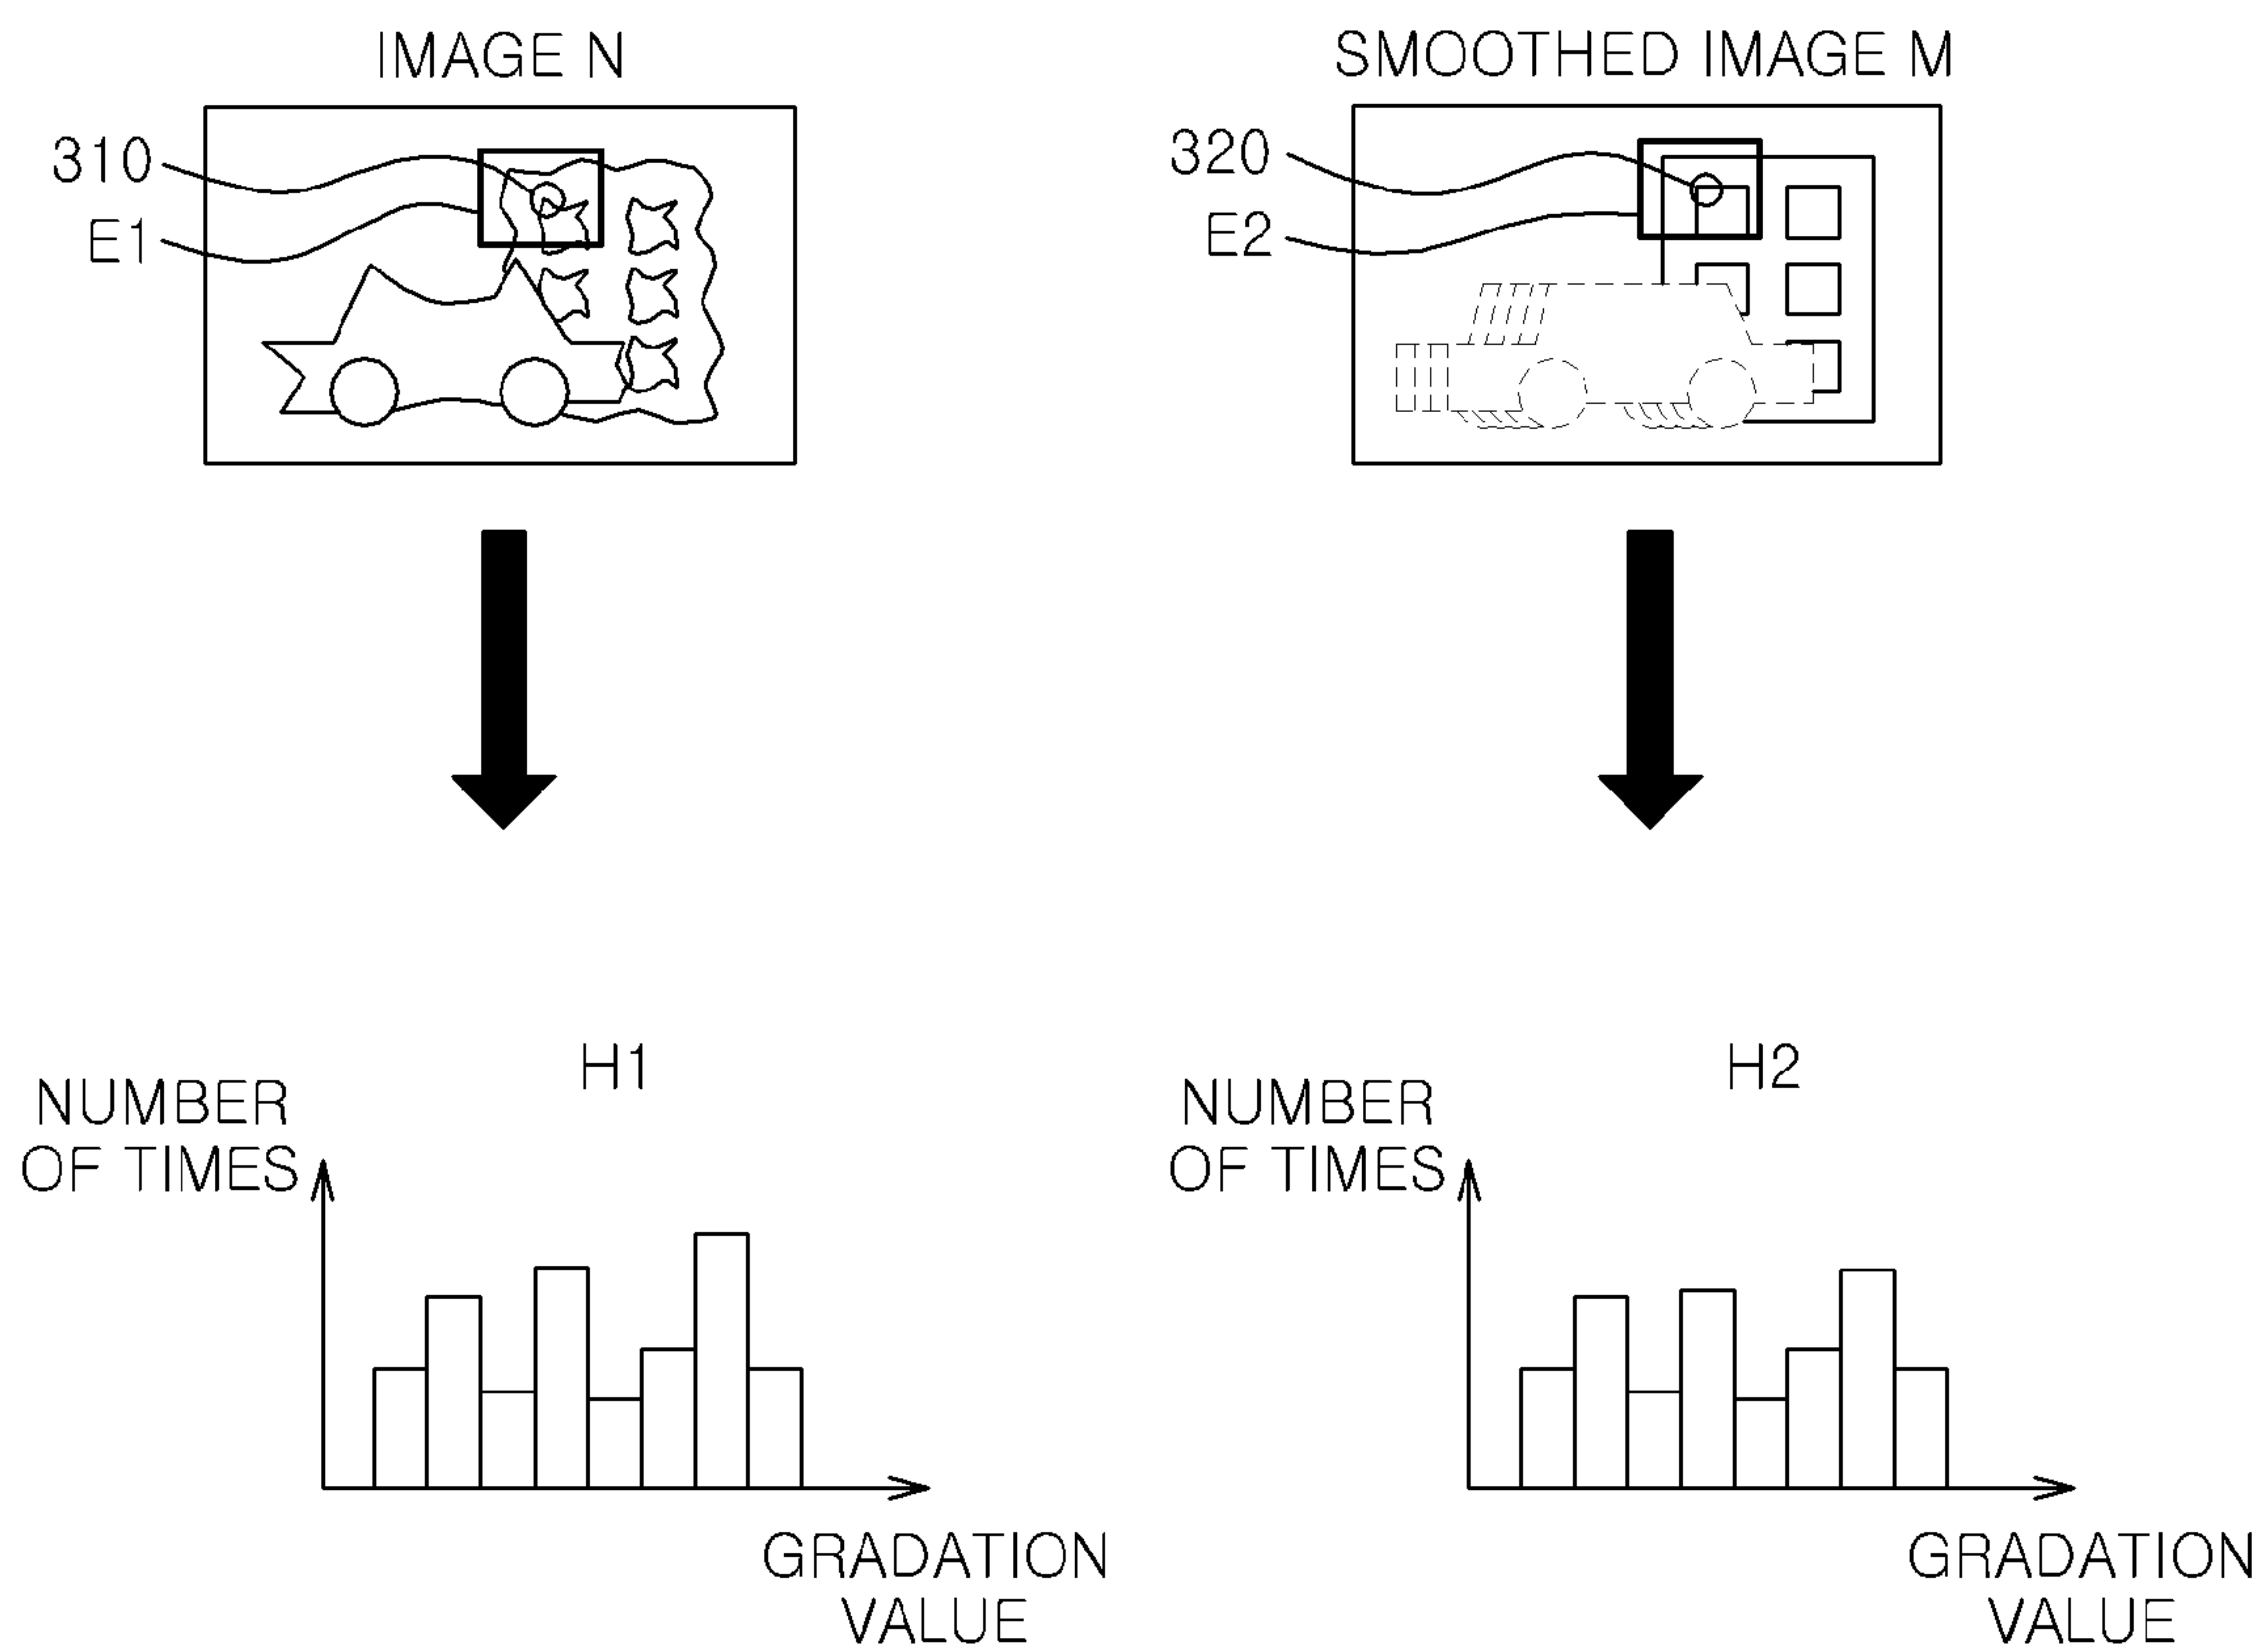 IMAGE N
310
E1
SMOOTHED IMAGE M
320
E2
H1
NUMBER
OF TIMES
GRADATION
VALUE
H2
NUMBER
OF TIMES
GRADATION
VALUE